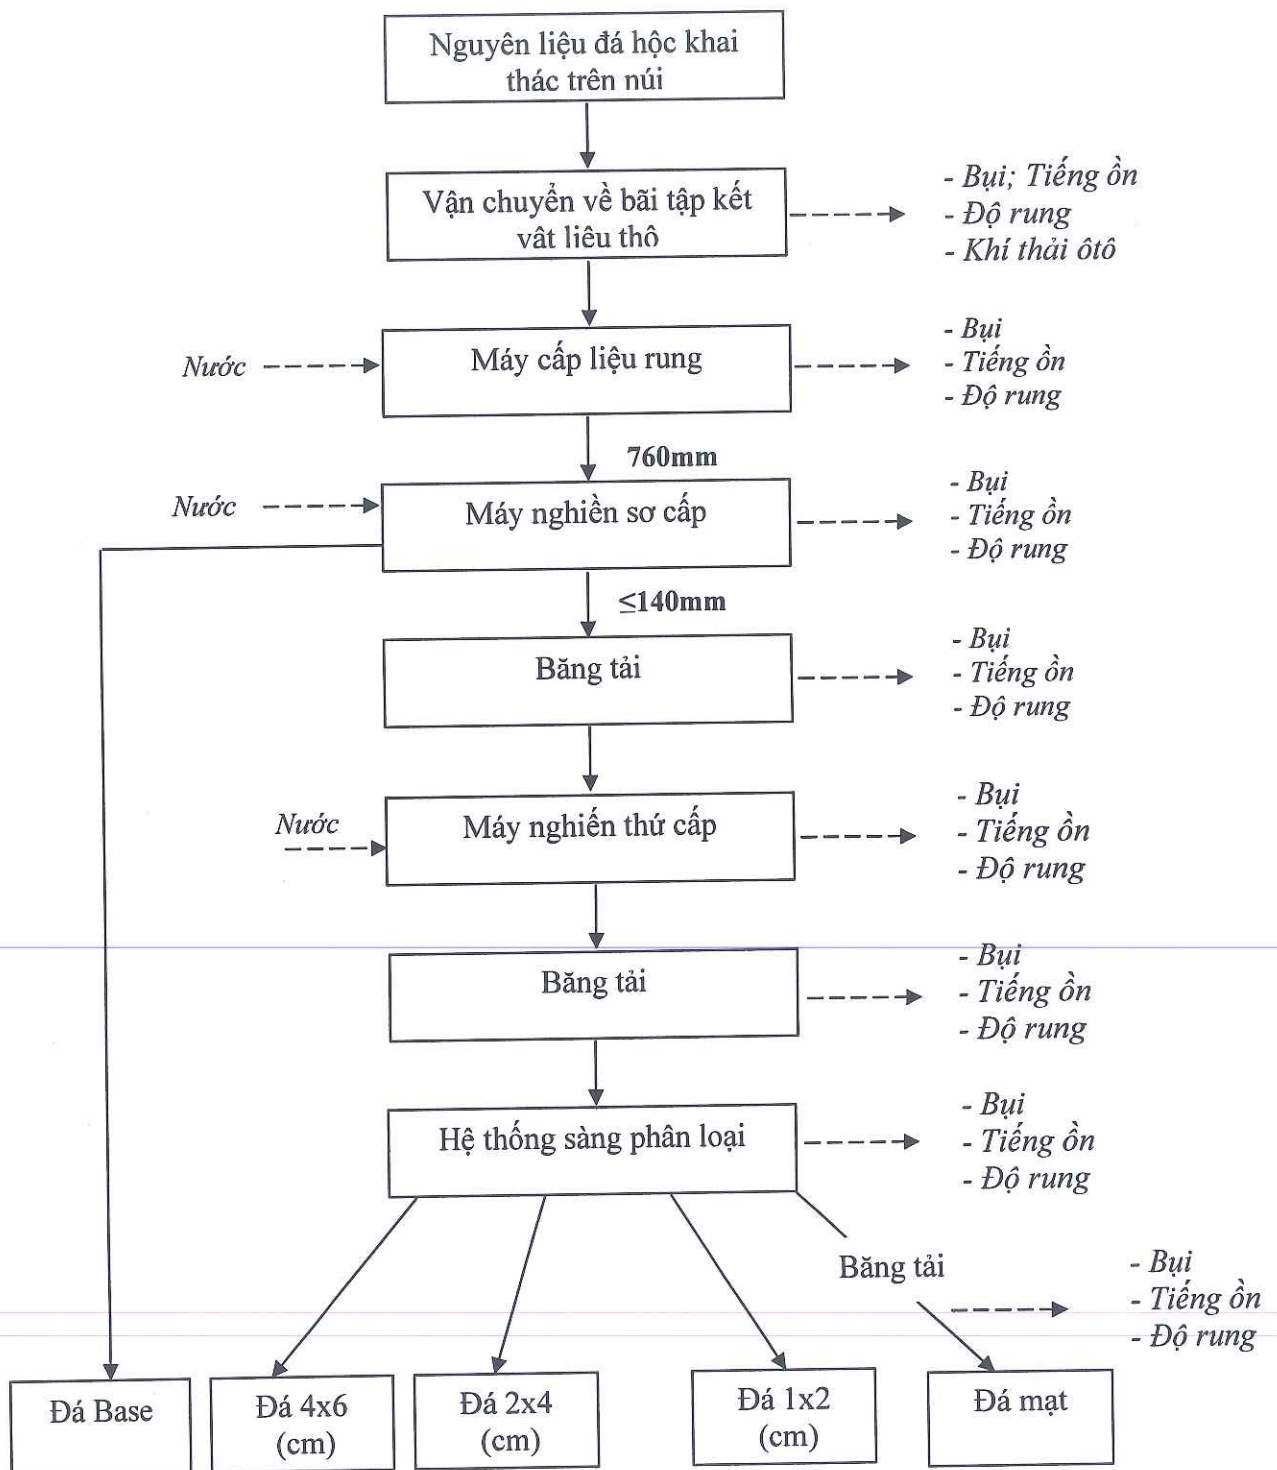 Nguyên liệu đá hộc khai
thác trên núi
Vận chuyển về bãi tập kết
vât liêu thô
- Bụi; Tiếng ồn
- Độ rung
- Khí thải ôtô
Nước
Máy cấp liệu rung
- Bụi
- Tiếng ồn
- Độ rung
760mm
Nước
Máy nghiền sơ cấp
- Bụi
- Tiếng ồn
- Độ rung
≤140mm
Băng tải
- Bụi
- Tiếng ồn
- Độ rung
Nước
Máy nghiến thứ cấp
- Bụi
- Tiếng ồn
- Độ rung
Băng tải
- Bụi
- Tiếng ồn
- Độ rung
Hệ thống sàng phân loại
- Bụi
- Tiếng ồn
- Độ rung
Băng tải
- Bụi
- Tiếng ồn
- Độ rung
Đá Base
Đá 4x6
(cm)
Đá 2x4
(cm)
Đá 1x2
(cm)
Đá mạt